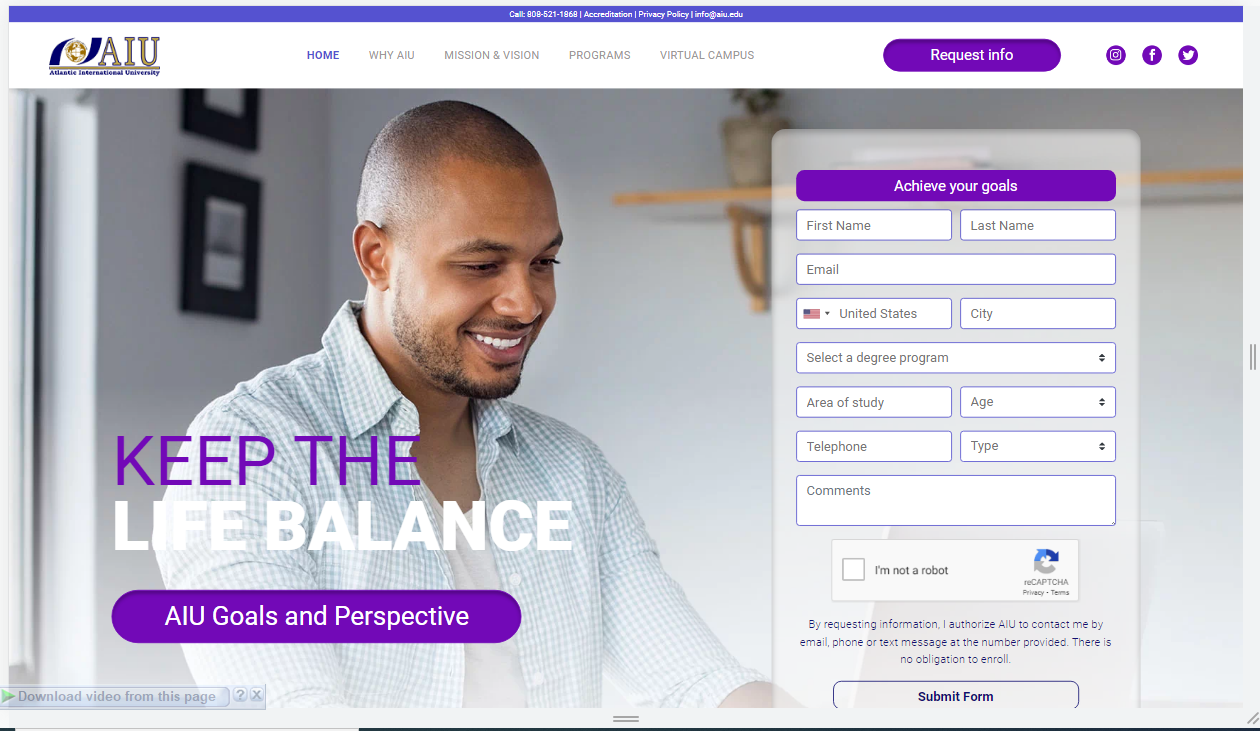 Call: 808-521-1868 | Accreditation | Privacy Policy | info@aiu.edu
AIU
Atlantic International University
HOME
WHY AIU
MISSION & VISION
PROGRAMS
VIRTUAL CAMPUS
Request info
Achieve your goals
First Name
Last Name
Email
United States
City
Select a degree program
Area of study
Age
Telephone
Type
Comments
I'm not a robot
reCAPTCHA
Privacy - Terms
By requesting information, I authorize AIU to contact me by
email, phone or text message at the number provided. There is
no obligation to enroll.
Submit Form
KEEP THE
LIFE BALANCE
AIU Goals and Perspective
Download video from this page ? X